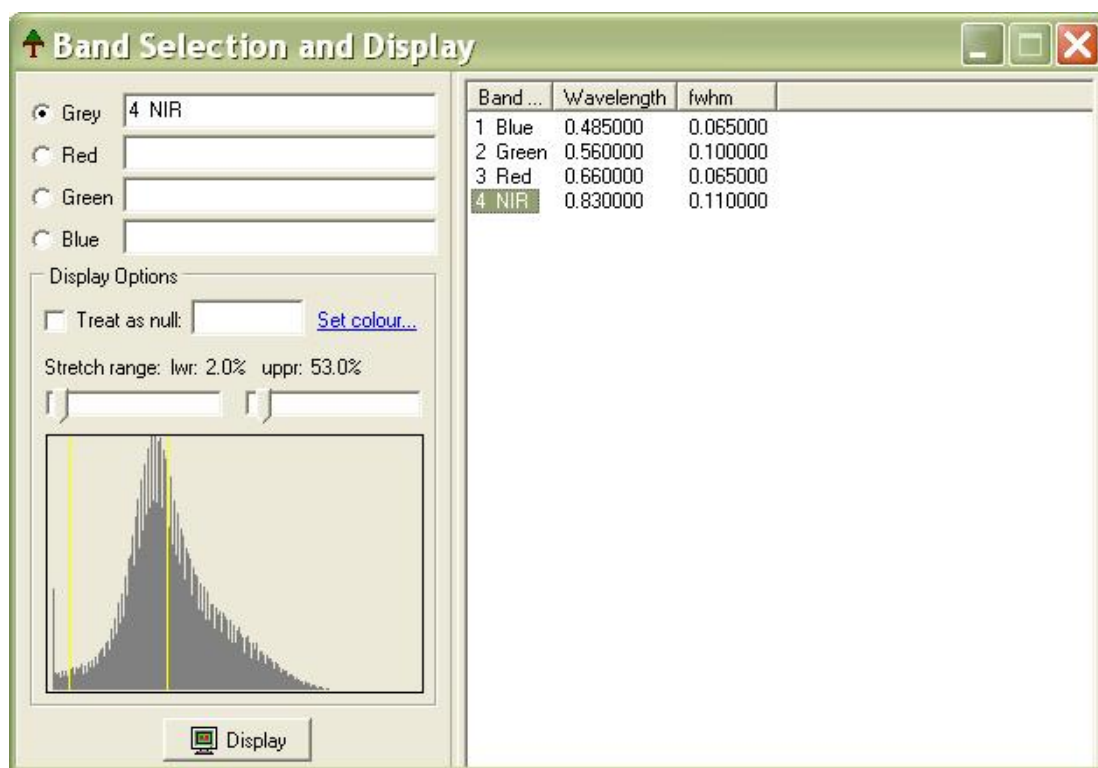 Band Selection and Display
Grey 4 NIR
Red
Green
Blue
Display Options
Treat as null: Set colour...
Stretch range: lwr: 2.0% uppr: 53.0%
Display
Band ... Wavelength fwhm
1 Blue 0.485000 0.065000
2 Green 0.560000 0.100000
3 Red 0.660000 0.065000
4 NIR 0.830000 0.110000